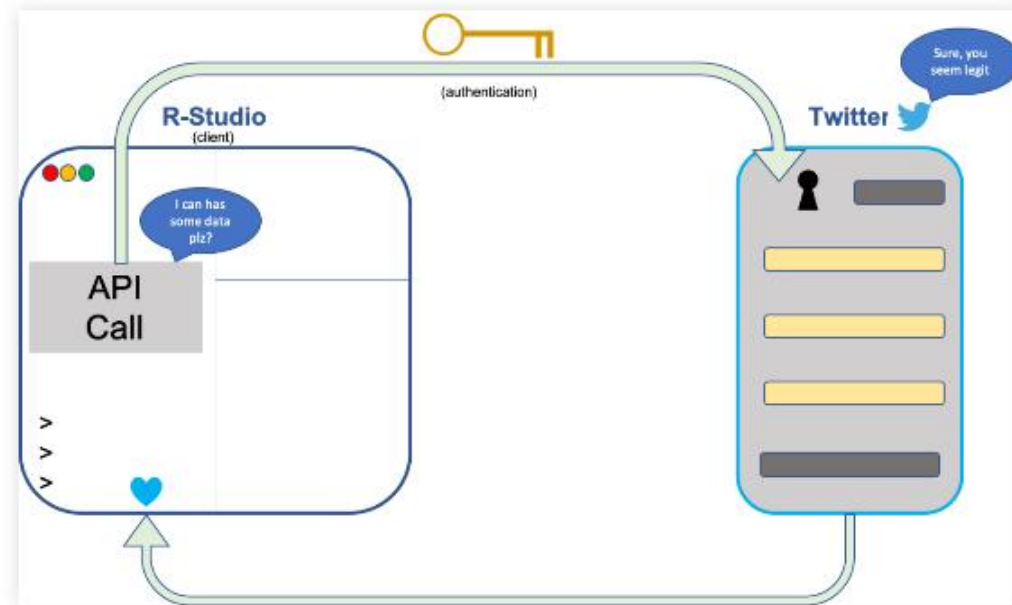 Sure, you
seem legit
(authentication)
R-Studio
(client)
Twitter
I can has
some data
plz?
API
Call
>
>
>